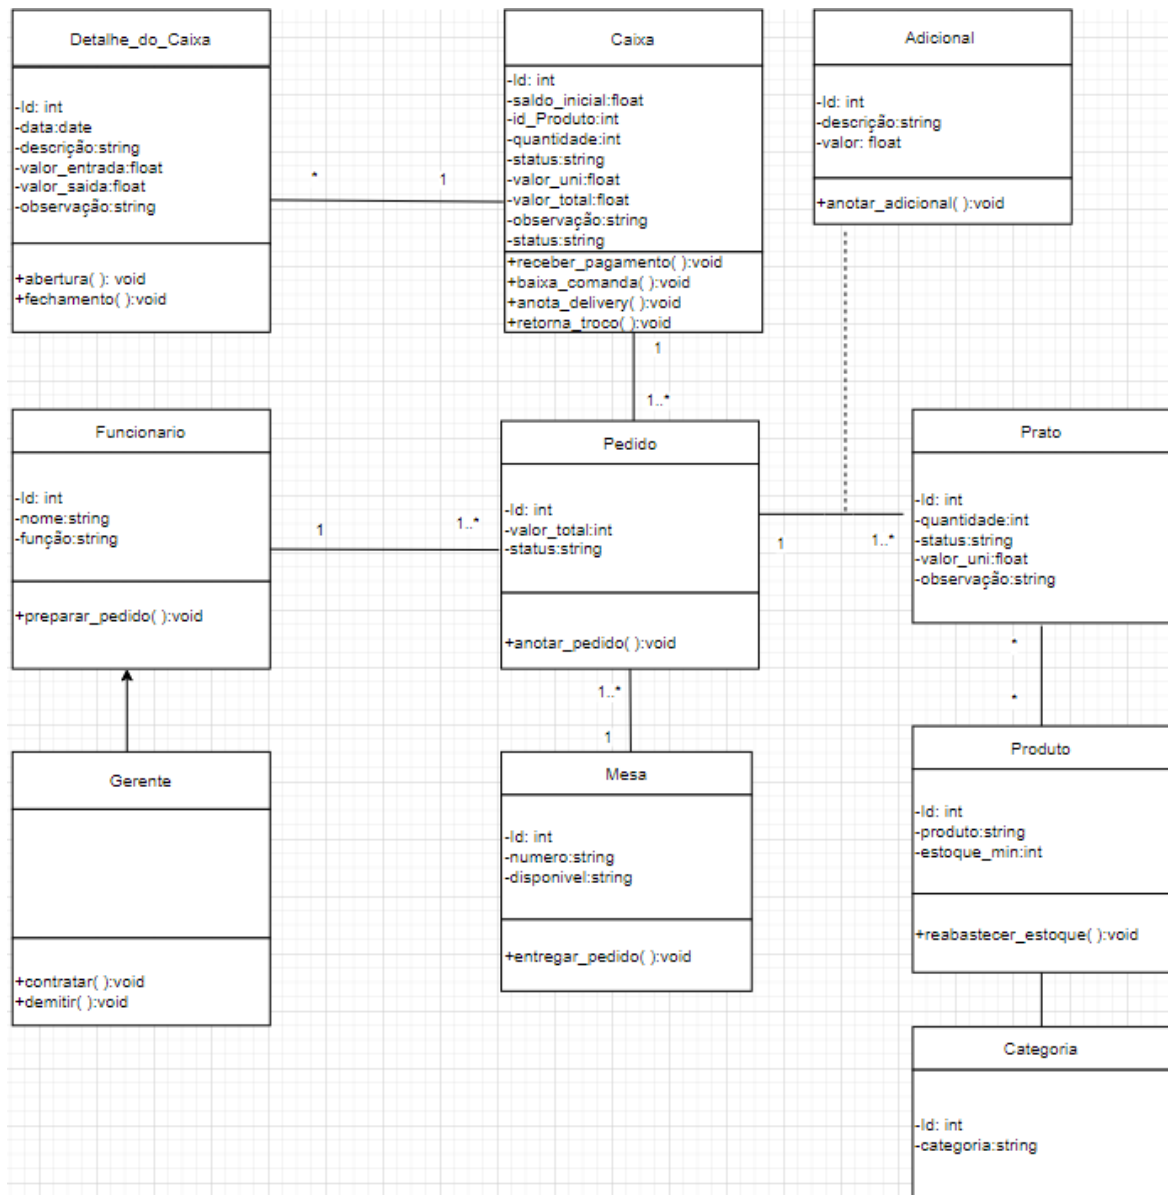 Detalhe_do_Caixa
-Id: int
-data:date
-descrição:string
-valor_entrada:float
-valor_saida:float
-observação:string
+abertura( ): void
+fechamento( ):void
*
1
Caixa
-Id: int
-saldo_inicial:float
-id_Produto:int
-quantidade:int
-status:string
-valor_uni:float
-valor_total:float
-observação:string
-status:string
+receber_pagamento( ):void
+baixa_comanda( ):void
+anota_delivery( ):void
+retorna_troco( ):void
Adicional
-Id: int
-descrição:string
-valor: float
+anotar_adicional( ):void
1
1..*
Funcionario
-Id: int
-nome:string
-função:string
+preparar_pedido( ):void
1
1..*
Pedido
-Id: int
-valor_total:int
-status:string
+anotar_pedido( ):void
1
1..*
Prato
-Id: int
-quantidade:int
-status:string
-valor_uni:float
-observação:string
1..*
1
*
*
Gerente
+contratar( ):void
+demitir( ):void
Mesa
-Id: int
-numero:string
-disponivel:string
+entregar_pedido( ):void
Produto
-Id: int
-produto:string
-estoque_min:int
+reabastecer_estoque( ):void
Categoria
-Id: int
-categoria:string